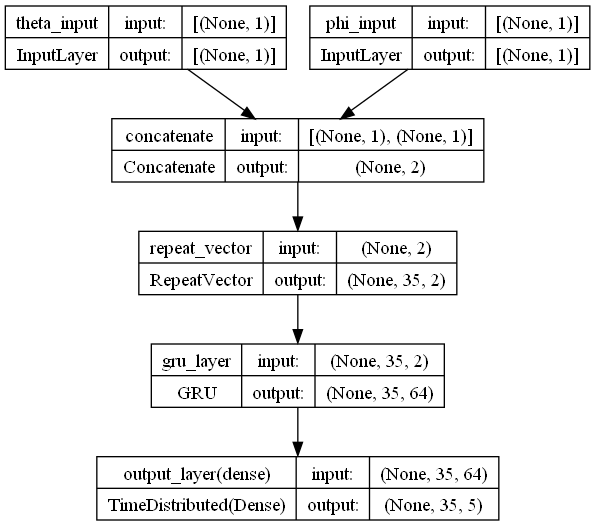 theta_input input: [(None, 1)]
InputLayer output: [(None, 1)]
phi_input input: [(None, 1)]
InputLayer output: [(None, 1)]
concatenate input: [(None, 1), (None, 1)]
Concatenate output: (None, 2)
repeat_vector input: (None, 2)
RepeatVector output: (None, 35, 2)
gru_layer input: (None, 35, 2)
GRU output: (None, 35, 64)
output_layer(dense) input: (None, 35, 64)
TimeDistributed(Dense) output: (None, 35, 5)